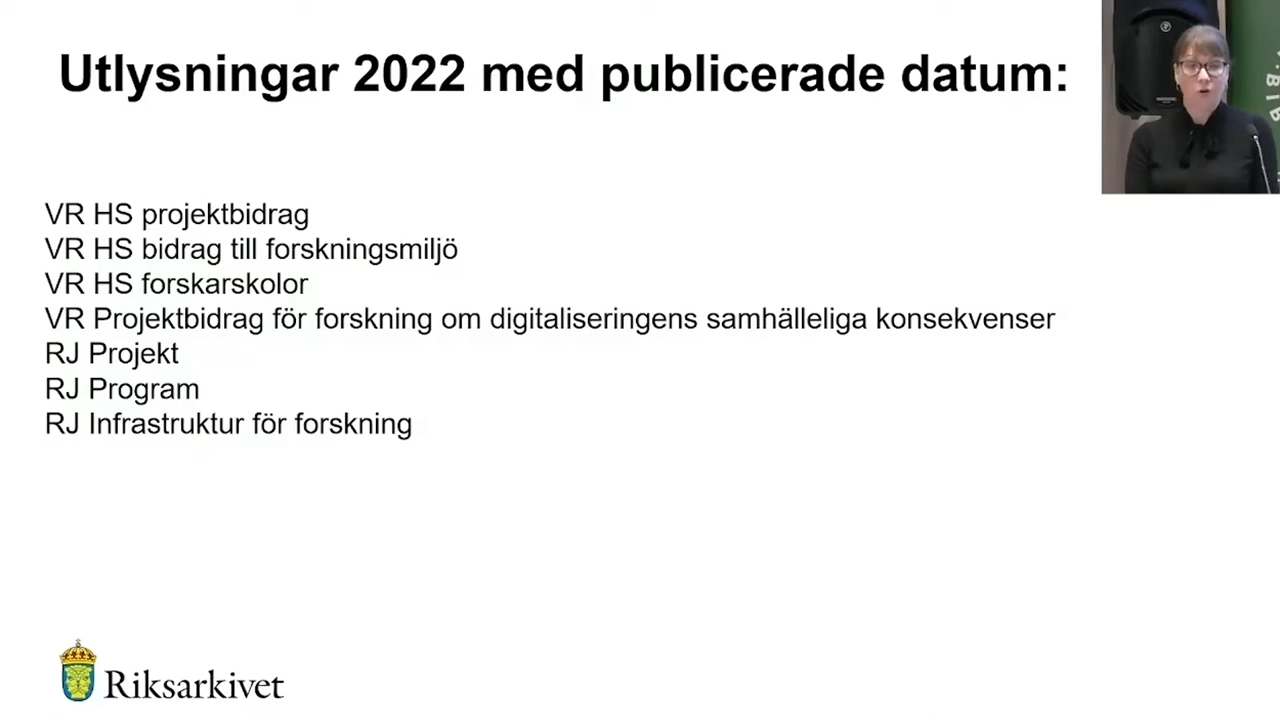 Utlysningar 2022 med publicerade datum:
VR HS projektbidrag
VR HS bidrag till forskningsmiljö
VR HS forskarskolor
VR Projektbidrag för forskning om digitaliseringens samhälleliga konsekvenser
RJ Projekt
RJ Program
RJ Infrastruktur för forskning
Riksarkivet